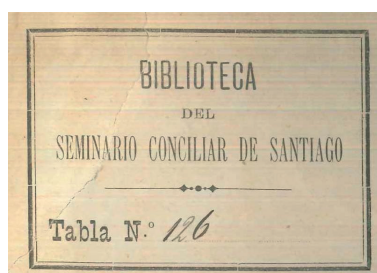 BIBLIOTECA
DEL
SEMINARIO CONCILIAR DE SANTIAGO
Tabla N.º 126